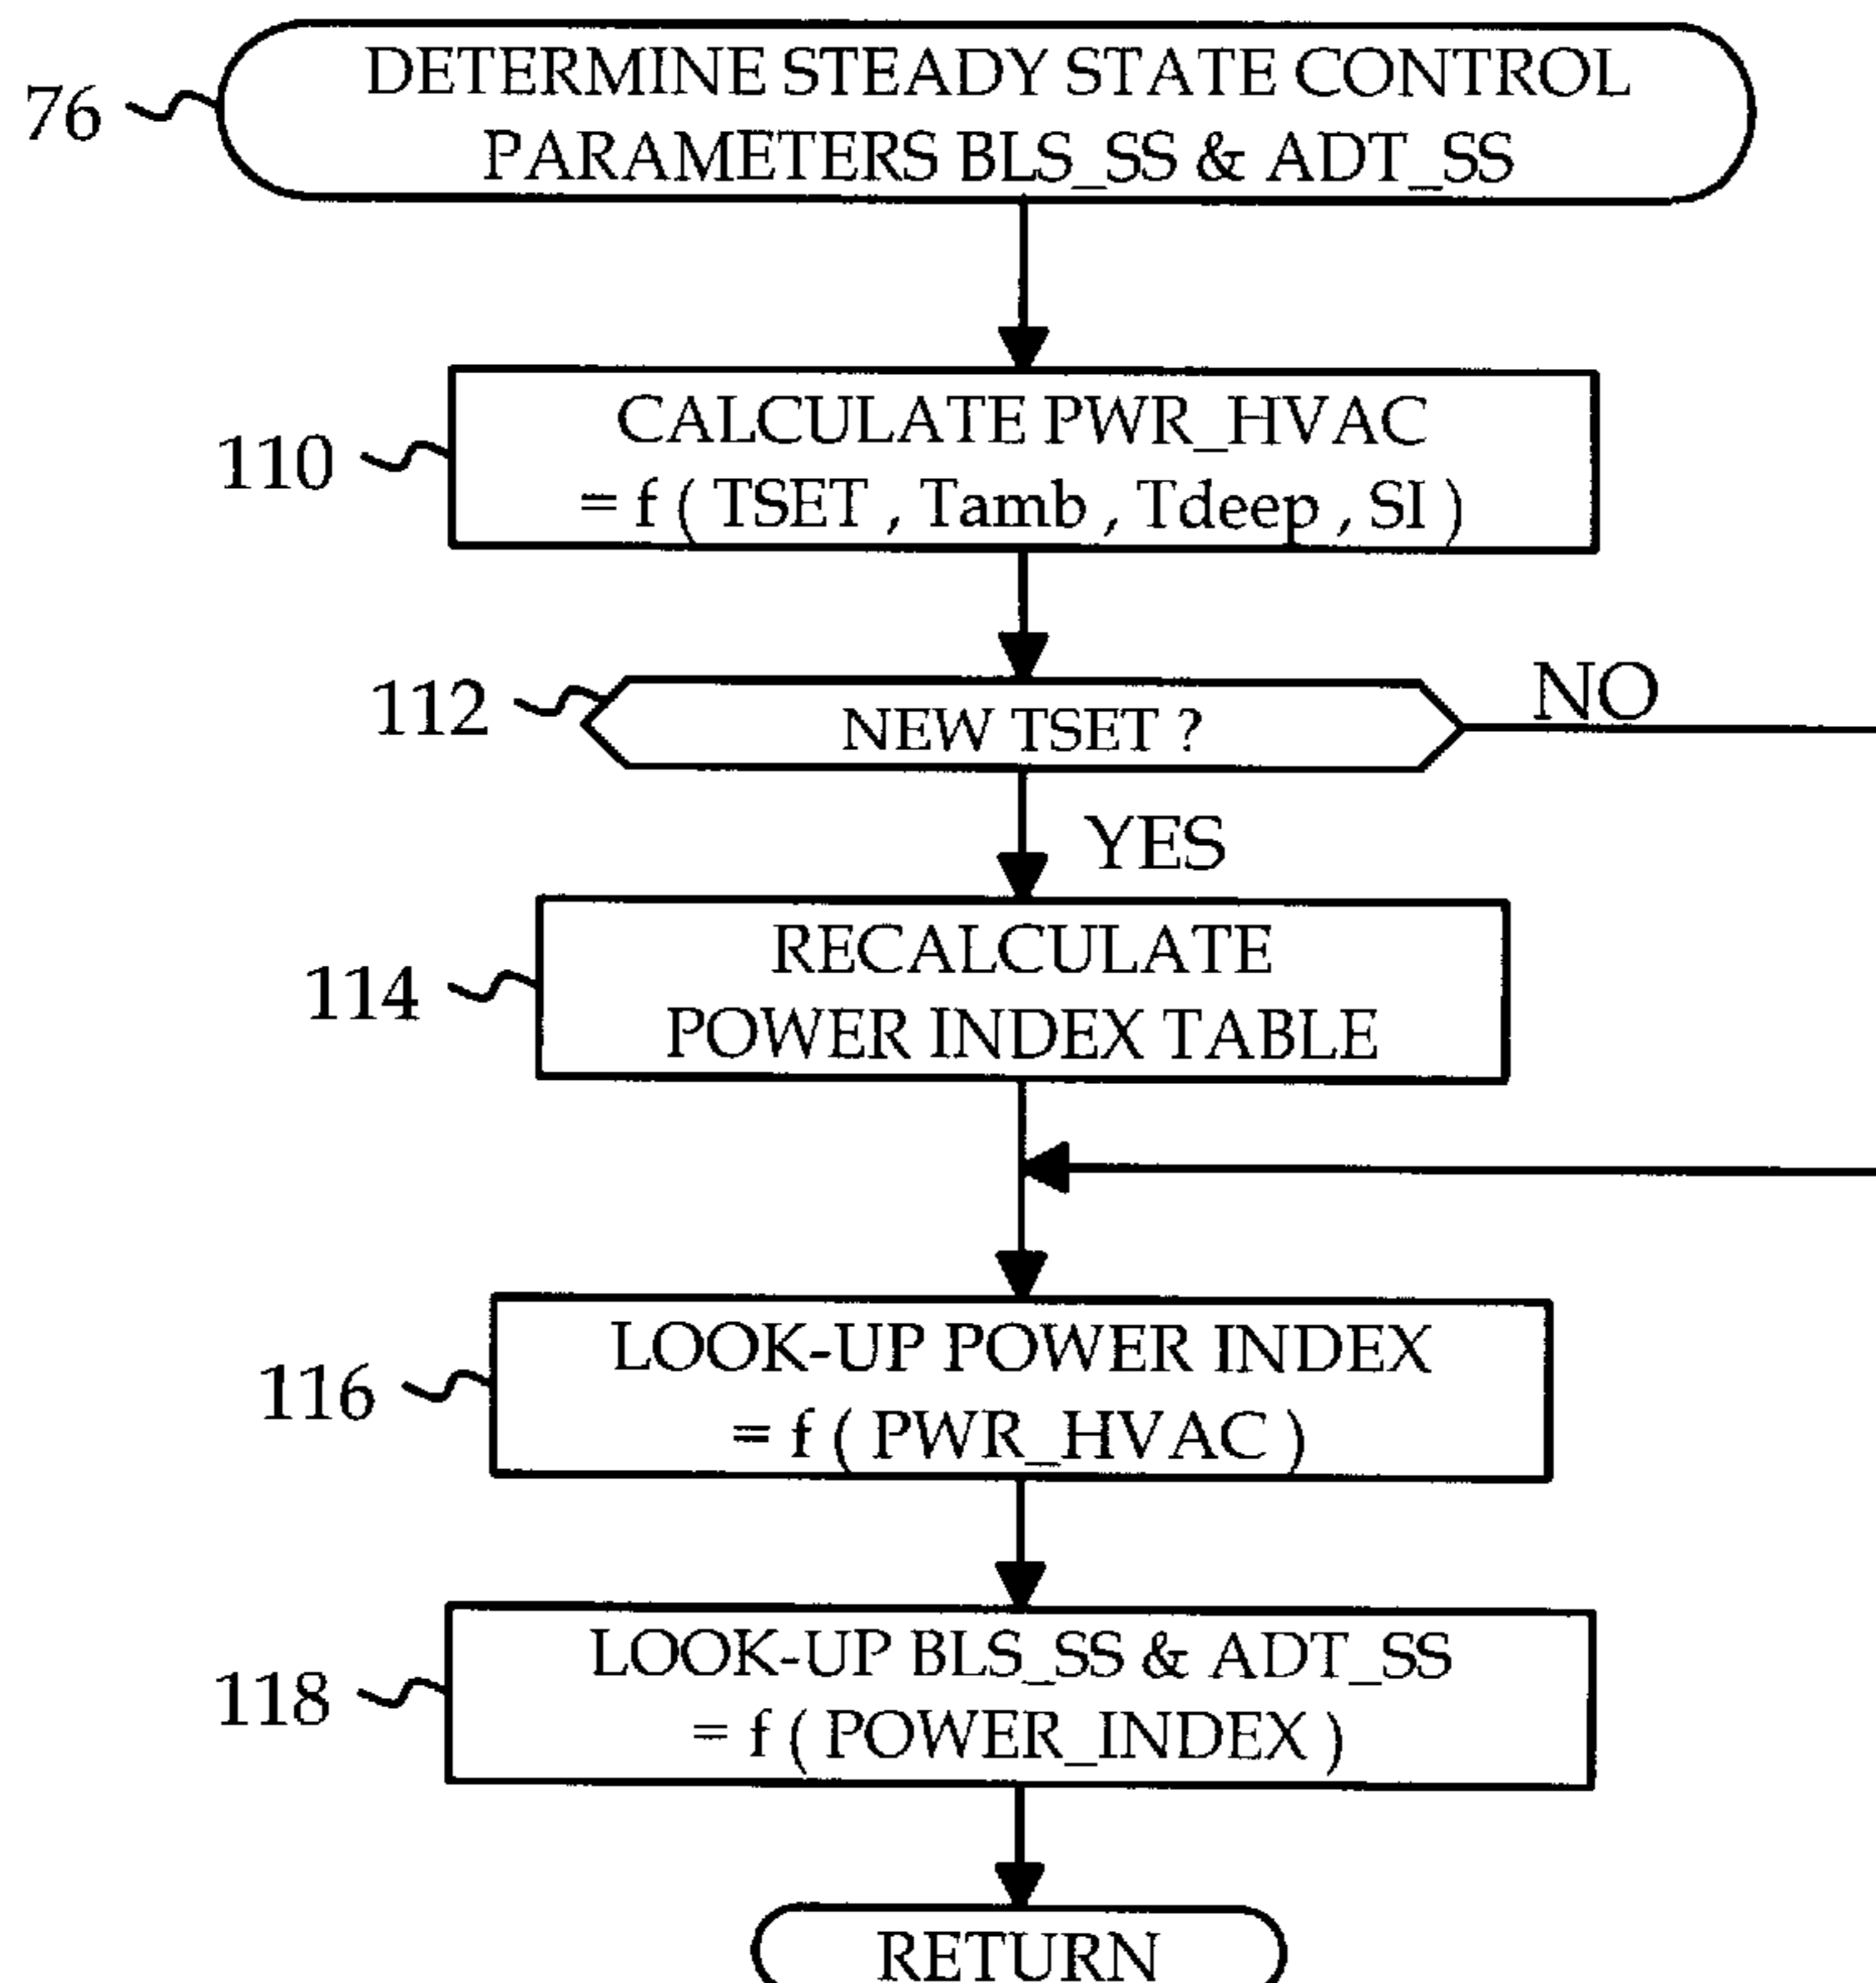 76
DETERMINE STEADY STATE CONTROL
PARAMETERS BLS_SS & ADT_SS
110
CALCULATE PWR_HVAC
= f ( TSET , Tamb , Tdeep , SI )
112
NEW TSET ?
NO
YES
114
RECALCULATE
POWER INDEX TABLE
116
LOOK-UP POWER INDEX
= f ( PWR_HVAC )
118
LOOK-UP BLS_SS & ADT_SS
= f ( POWER_INDEX )
RETURN